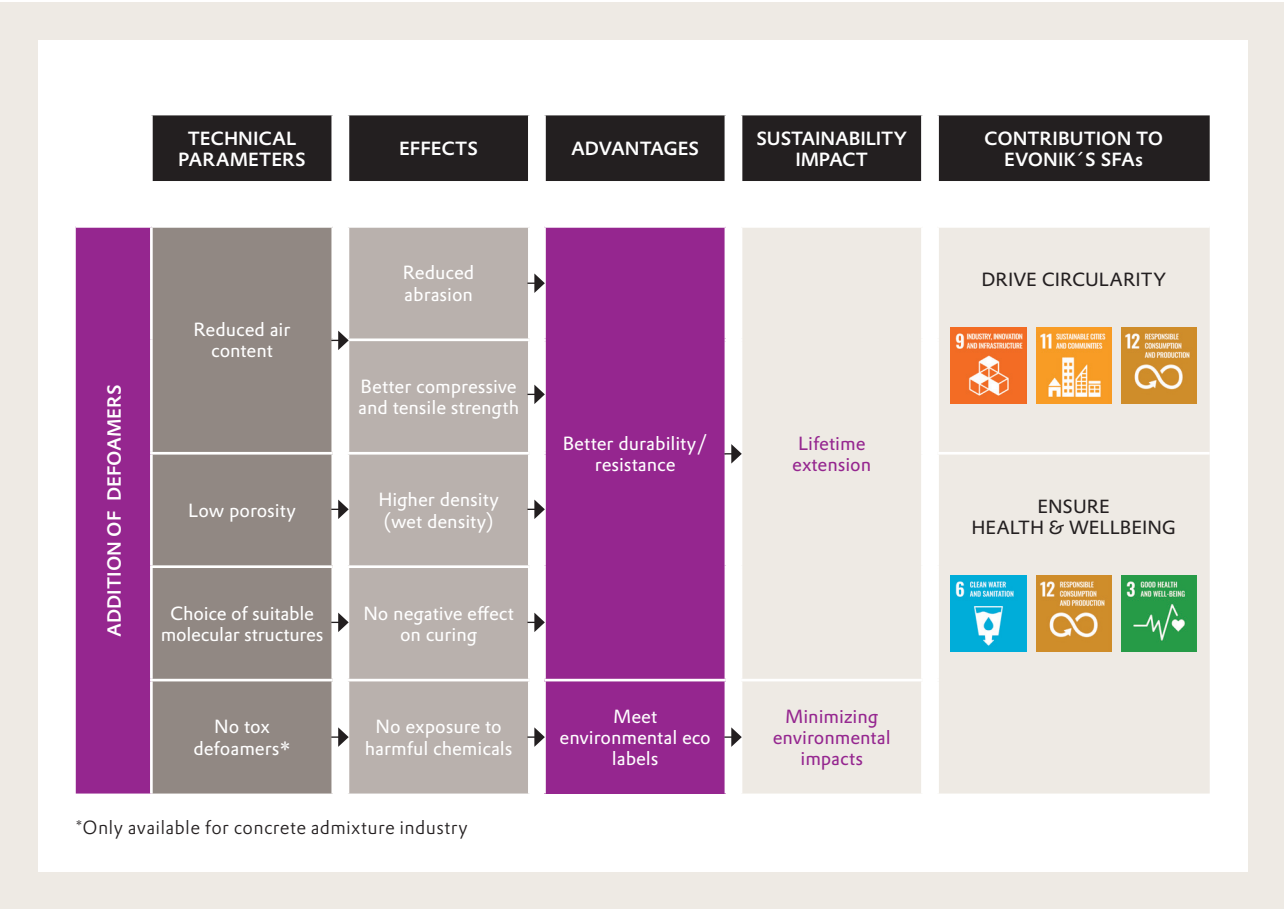 TECHNICAL
PARAMETERS
EFFECTS
ADVANTAGES
SUSTAINABILITY
IMPACT
CONTRIBUTION TO
EVONIK´S SFAs
ADDITION OF DEFOAMERS
Reduced air
content
Reduced
abrasion
Better compressive
and tensile strength
Low porosity
Higher density
(wet density)
Choice of suitable
molecular structures
No negative effect
on curing
Better durability/
resistance
Lifetime
extension
No tox
defoamers*
No exposure to
harmful chemicals
Meet
environmental eco
labels
Minimizing
environmental
impacts
DRIVE CIRCULARITY
9 INDUSTRY, INNOVATION
AND INFRASTRUCTURE
11 SUSTAINABLE CITIES
AND COMMUNITIES
12 RESPONSIBLE
CONSUMPTION
AND PRODUCTION
ENSURE
HEALTH & WELLBEING
6 CLEAN WATER
AND SANITATION
12 RESPONSIBLE
CONSUMPTION
AND PRODUCTION
3 GOOD HEALTH
AND WELL-BEING
*Only available for concrete admixture industry